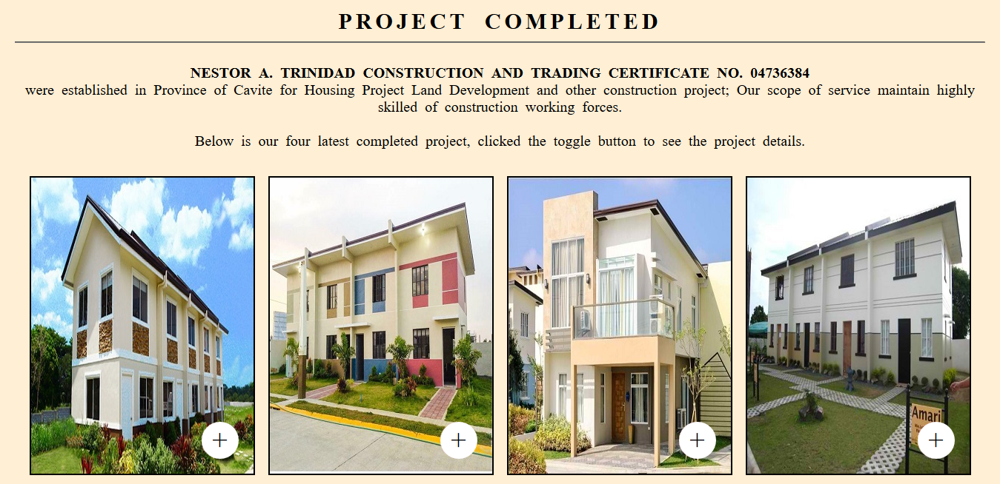 PROJECT COMPLETED
NESTOR A. TRINIDAD CONSTRUCTION AND TRADING CERTIFICATE NO. 04736384
were established in Province of Cavite for Housing Project Land Development and other construction project; Our scope of service maintain highly
skilled of construction working forces.
Below is our four latest completed project, clicked the toggle button to see the project details.
Amari